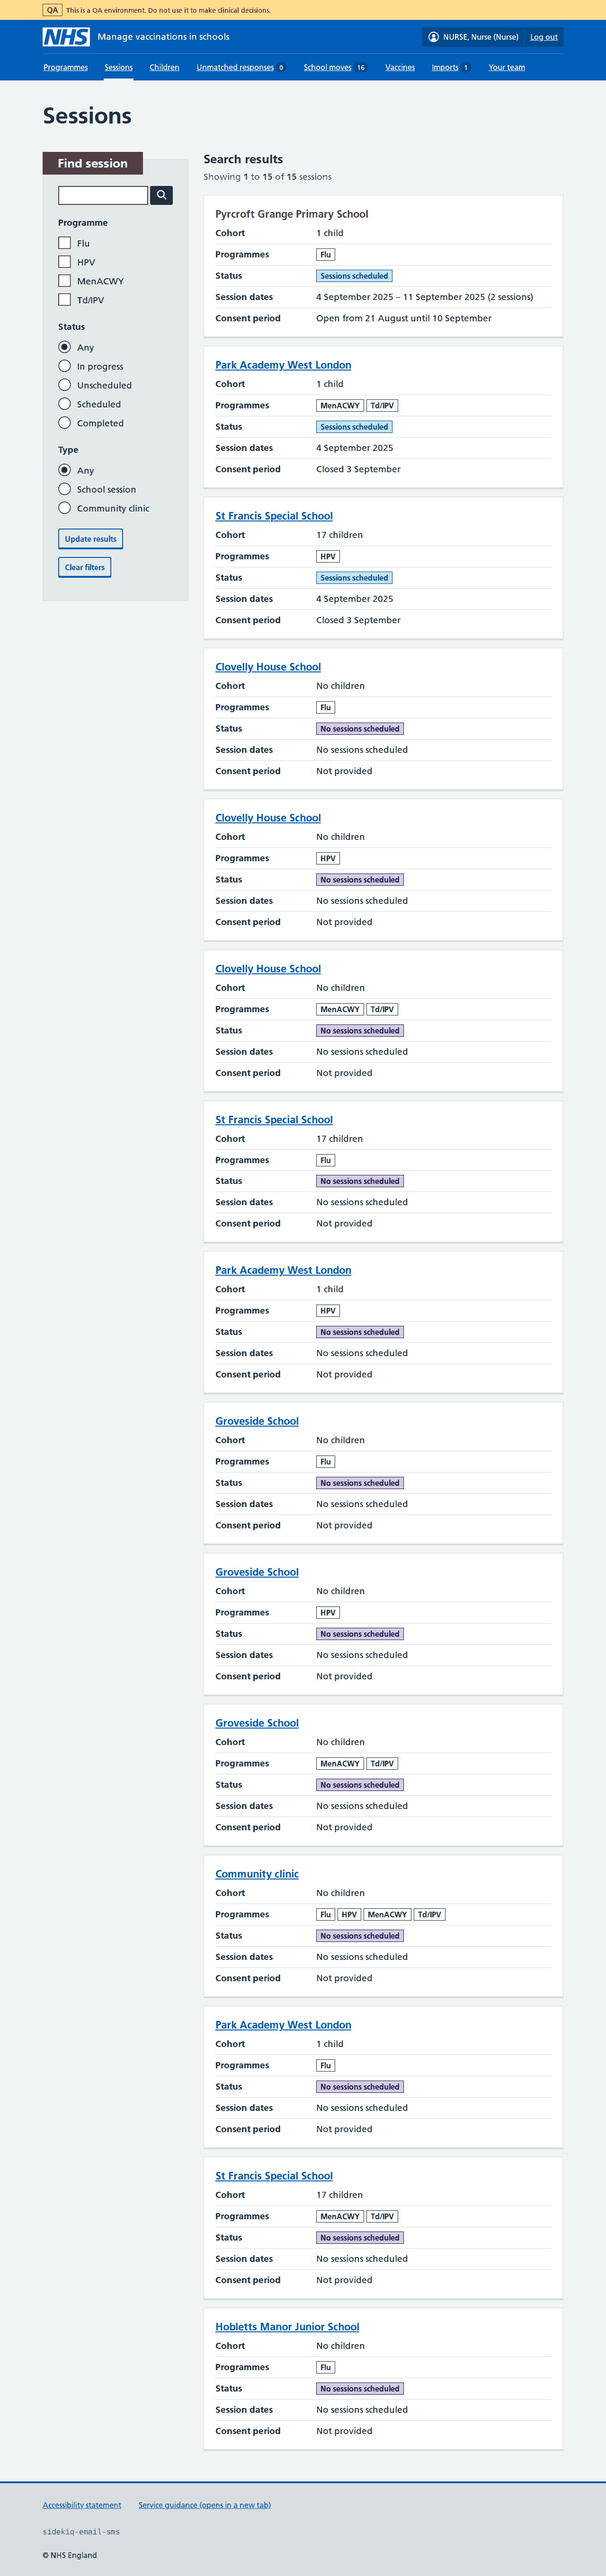 QA This is a QA environment. Do not use it to make clinical decisions.
NHS Manage vaccinations in schools
NURSE, Nurse (Nurse) Log out
Programmes Sessions Children Unmatched responses 0 School moves 16 Vaccines Imports 1 Your team
Sessions
Find session
Programme
Flu
HPV
MenACWY
Td/IPV
Status
Any
In progress
Unscheduled
Scheduled
Completed
Type
Any
School session
Community clinic
Update results
Clear filters
Search results
Showing 1 to 15 of 15 sessions
Pyrcroft Grange Primary School
Cohort 1 child
Programmes Flu
Status Sessions scheduled
Session dates 4 September 2025 – 11 September 2025 (2 sessions)
Consent period Open from 21 August until 10 September
Park Academy West London
Cohort 1 child
Programmes MenACWY Td/IPV
Status Sessions scheduled
Session dates 4 September 2025
Consent period Closed 3 September
St Francis Special School
Cohort 17 children
Programmes HPV
Status Sessions scheduled
Session dates 4 September 2025
Consent period Closed 3 September
Clovelly House School
Cohort No children
Programmes Flu
Status No sessions scheduled
Session dates No sessions scheduled
Consent period Not provided
Clovelly House School
Cohort No children
Programmes HPV
Status No sessions scheduled
Session dates No sessions scheduled
Consent period Not provided
Clovelly House School
Cohort No children
Programmes MenACWY Td/IPV
Status No sessions scheduled
Session dates No sessions scheduled
Consent period Not provided
St Francis Special School
Cohort 17 children
Programmes Flu
Status No sessions scheduled
Session dates No sessions scheduled
Consent period Not provided
Park Academy West London
Cohort 1 child
Programmes HPV
Status No sessions scheduled
Session dates No sessions scheduled
Consent period Not provided
Groveside School
Cohort No children
Programmes Flu
Status No sessions scheduled
Session dates No sessions scheduled
Consent period Not provided
Groveside School
Cohort No children
Programmes HPV
Status No sessions scheduled
Session dates No sessions scheduled
Consent period Not provided
Groveside School
Cohort No children
Programmes MenACWY Td/IPV
Status No sessions scheduled
Session dates No sessions scheduled
Consent period Not provided
Community clinic
Cohort No children
Programmes Flu HPV MenACWY Td/IPV
Status No sessions scheduled
Session dates No sessions scheduled
Consent period Not provided
Park Academy West London
Cohort 1 child
Programmes Flu
Status No sessions scheduled
Session dates No sessions scheduled
Consent period Not provided
St Francis Special School
Cohort 17 children
Programmes MenACWY Td/IPV
Status No sessions scheduled
Session dates No sessions scheduled
Consent period Not provided
Hobletts Manor Junior School
Cohort No children
Programmes Flu
Status No sessions scheduled
Session dates No sessions scheduled
Consent period Not provided
Accessibility statement Service guidance (opens in a new tab)
sidekiq-email-sms
© NHS England